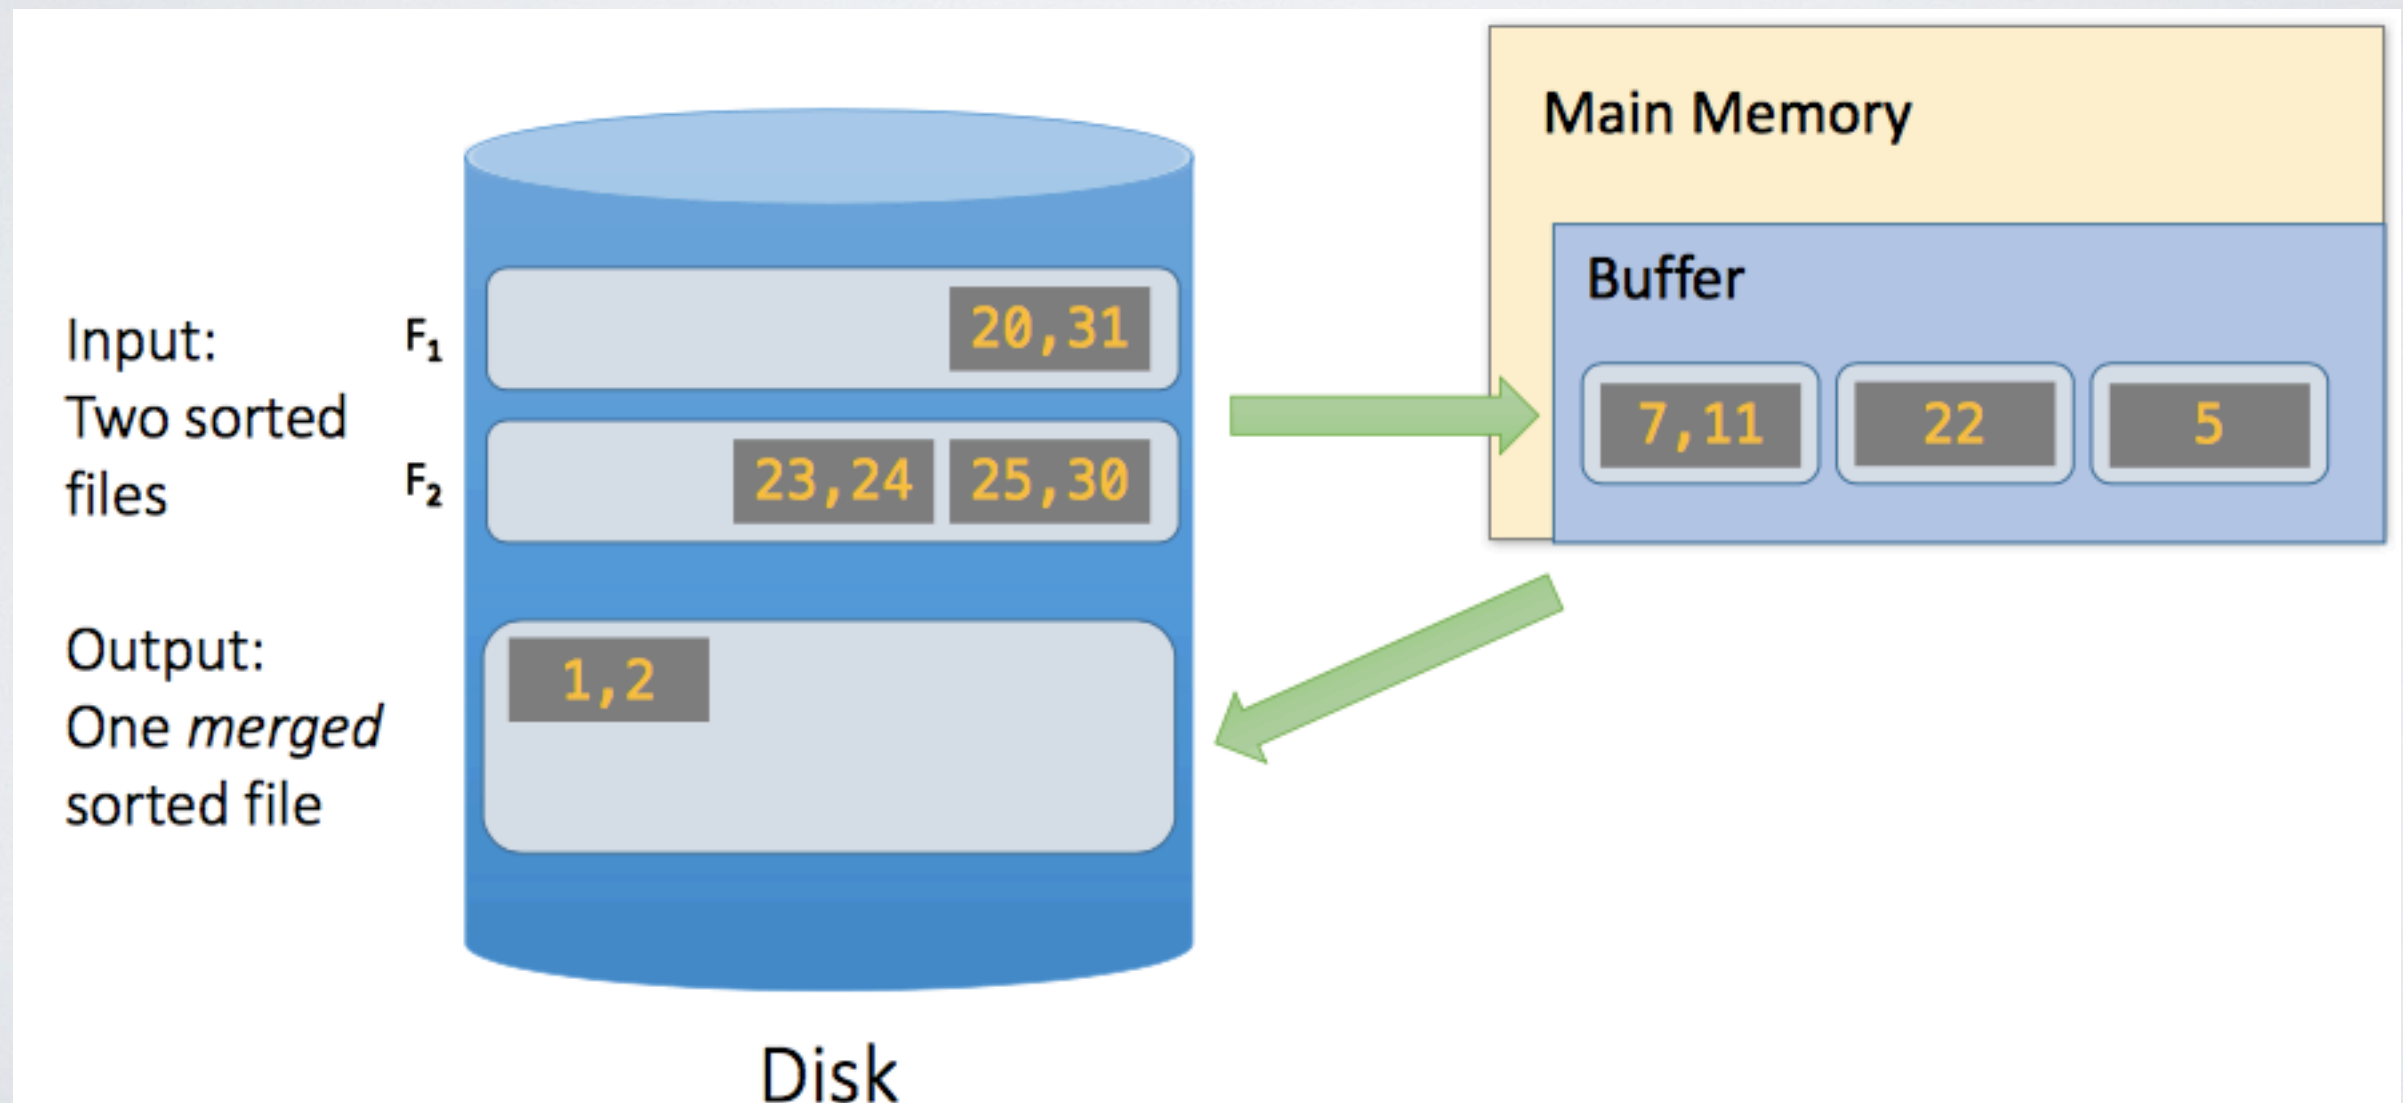 Main Memory
Buffer
Input:
Two sorted
files
F₁
20,31
F₂
23,24 25,30
7,11 22 5
Output:
One merged
sorted file
1,2
Disk